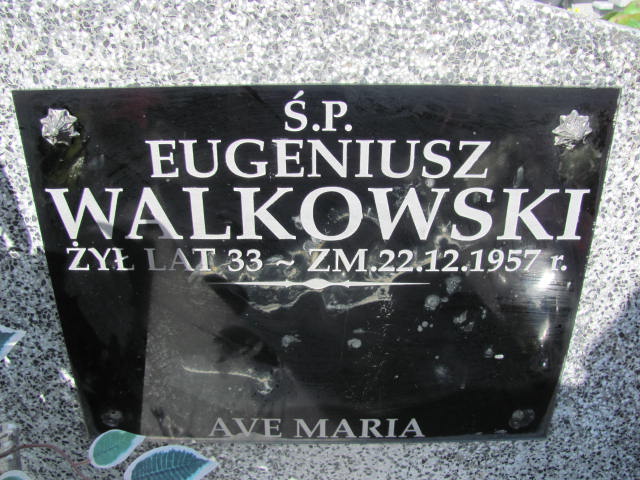 Ś.P.
EUGENIUSZ
WALKOWSKI
ŻYŁ LAT 33 ~ ZM.22.12.1957 r.
AVE MARIA